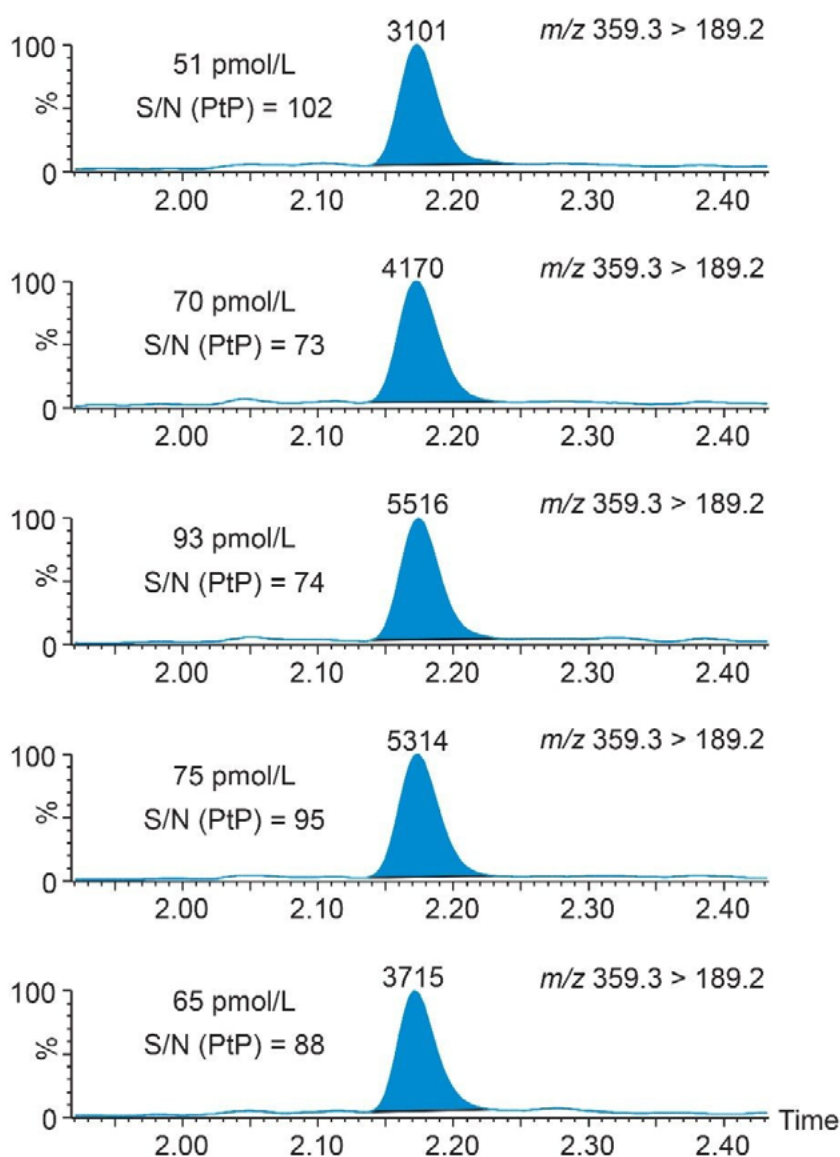 3101
m/z 359.3 > 189.2
100
51 pmol/L
S/N (PtP) = 102
%
0
2.00 2.10 2.20 2.30 2.40
4170
m/z 359.3 > 189.2
100
70 pmol/L
S/N (PtP) = 73
%
0
2.00 2.10 2.20 2.30 2.40
5516
m/z 359.3 > 189.2
100
93 pmol/L
S/N (PtP) = 74
%
0
2.00 2.10 2.20 2.30 2.40
5314
m/z 359.3 > 189.2
100
75 pmol/L
S/N (PtP) = 95
%
0
2.00 2.10 2.20 2.30 2.40
3715
m/z 359.3 > 189.2
100
65 pmol/L
S/N (PtP) = 88
%
0
Time
2.00 2.10 2.20 2.30 2.40